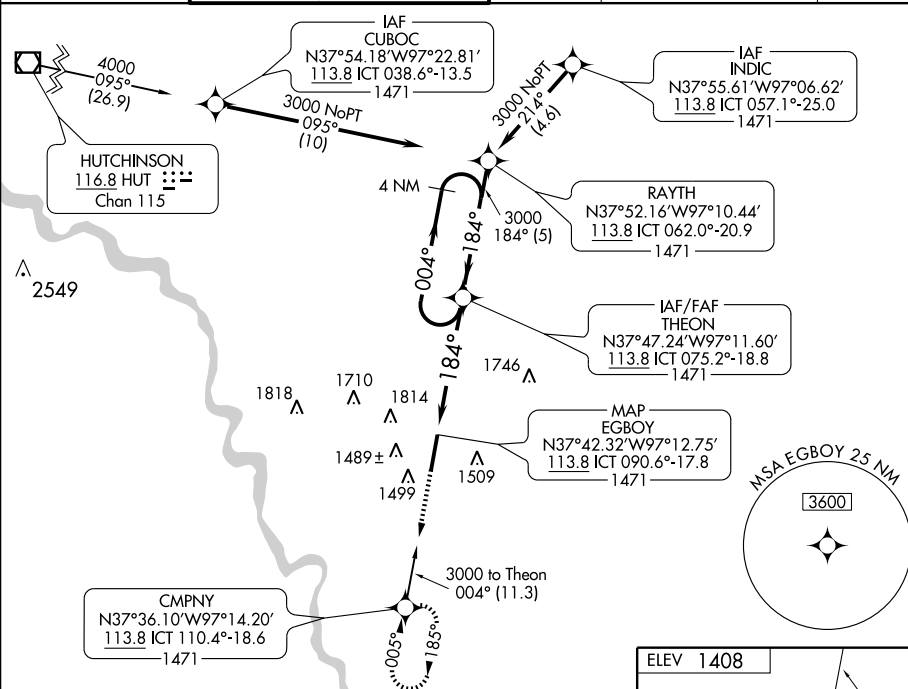 IAF
CUBOC
N37°54.18'W97°22.81'
113.8 ICT 038.6°-13.5
1471
4000
095°
(26.9)
3000 NoPT
095°
(10)
3000 NoPT
214°
(4.6)
IAF
INDIC
N37°55.61'W97°06.62'
113.8 ICT 057.1°-25.0
1471
HUTCHINSON
116.8 HUT
Chan 115
4 NM
3000
184° (5)
RAYTH
N37°52.16'W97°10.44'
113.8 ICT 062.0°-20.9
1471
004°
184°
2549
IAF/FAF
THEON
N37°47.24'W97°11.60'
113.8 ICT 075.2°-18.8
1471
184°
1746
1818
1710
1814
1489±
1499
1509
MAP
EGBOY
N37°42.32'W97°12.75'
113.8 ICT 090.6°-17.8
1471
MSA EGBOY 25 NM
3600
3000 to Theon
004° (11.3)
CMPNY
N37°36.10'W97°14.20'
113.8 ICT 110.4°-18.6
1471
005°
185°
ELEV 1408